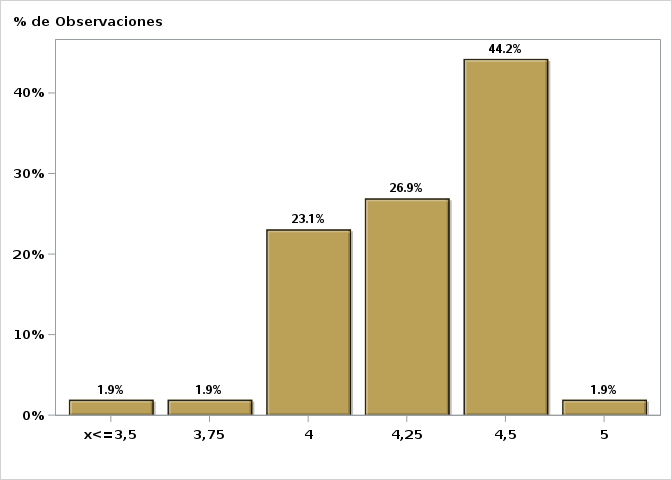 % de Observaciones
44.2%
40%
30%
26.9%
23.1%
20%
10%
1.9% 1.9% 1.9%
0%
x<=3,5 3,75 4 4,25 4,5 5